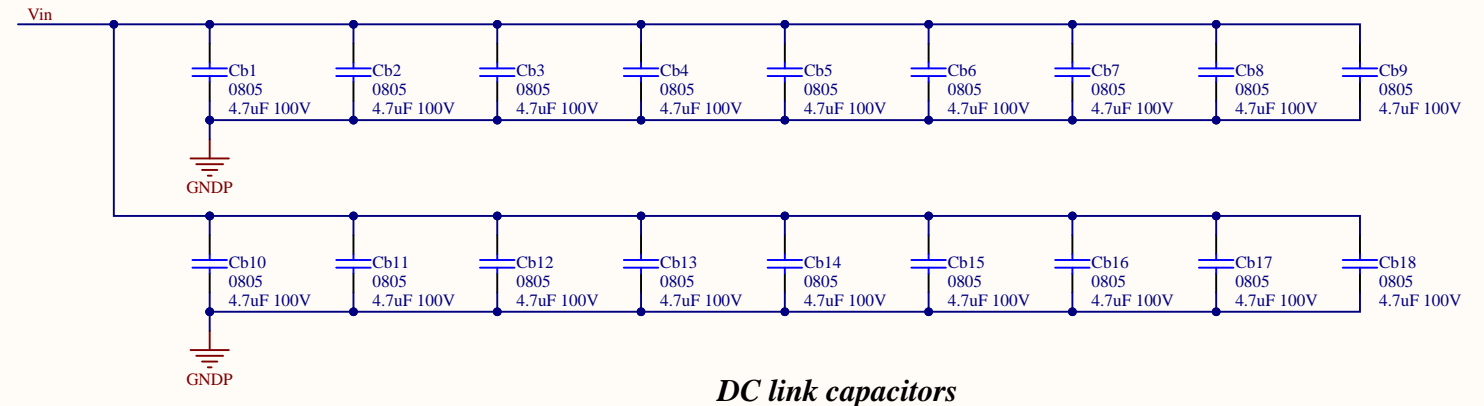 Vin
Cb1 Cb2 Cb3 Cb4 Cb5 Cb6 Cb7 Cb8 Cb9
0805 0805 0805 0805 0805 0805 0805 0805 0805
4.7uF 100V 4.7uF 100V 4.7uF 100V 4.7uF 100V 4.7uF 100V 4.7uF 100V 4.7uF 100V 4.7uF 100V 4.7uF 100V
GNDP
Cb10 Cb11 Cb12 Cb13 Cb14 Cb15 Cb16 Cb17 Cb18
0805 0805 0805 0805 0805 0805 0805 0805 0805
4.7uF 100V 4.7uF 100V 4.7uF 100V 4.7uF 100V 4.7uF 100V 4.7uF 100V 4.7uF 100V 4.7uF 100V 4.7uF 100V
GNDP
DC link capacitors